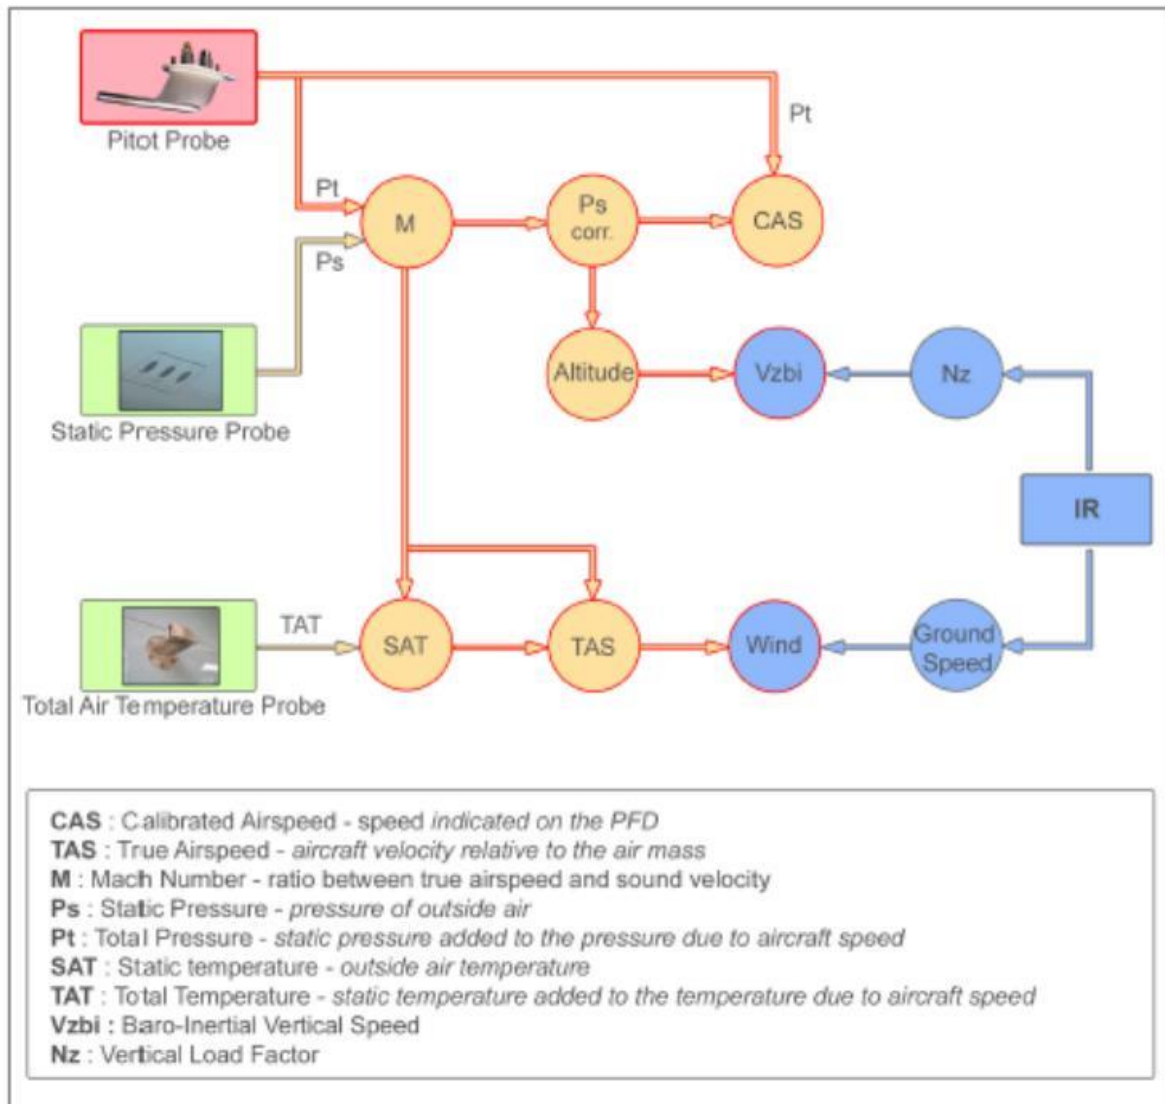 Pitot Probe
Pt
Pt
M
Ps
corr.
CAS
Ps
Altitude
Vzbi
Nz
Static Pressure Probe
IR
TAT
SAT
TAS
Wind
Ground
Speed
Total Air Temperature Probe
CAS : Calibrated Airspeed - speed indicated on the PFD
TAS : True Airspeed - aircraft velocity relative to the air mass
M : Mach Number - ratio between true airspeed and sound velocity
Ps : Static Pressure - pressure of outside air
Pt : Total Pressure - static pressure added to the pressure due to aircraft speed
SAT : Static temperature - outside air temperature
TAT : Total Temperature - static temperature added to the temperature due to aircraft speed
Vzbi : Baro-Inertial Vertical Speed
Nz : Vertical Load Factor